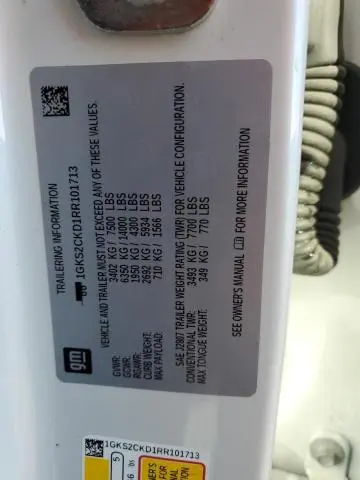 TRAILERING INFORMATION
1GKS2CKD1RR101713
VEHICLE AND TRAILER MUST NOT EXCEED ANY OF THESE VALUES.
GVWR: 3402 KG / 7500 LBS
GCWR: 6350 KG / 14000 LBS
RGAWR: 1950 KG / 4300 LBS
CURB WEIGHT: 2692 KG / 5934 LBS
MAX PAYLOAD: 710 KG / 1566 LBS
SAE J2807 TRAILER WEIGHT RATING (TWR) FOR VEHICLE CONFIGURATION.
CONVENTIONAL TWR: 3493 KG / 7700 LBS
MAX TONGUE WEIGHT: 349 KG / 770 LBS
SEE OWNER'S MANUAL FOR MORE INFORMATION
gm
1GKS2CKD1RR101713
5